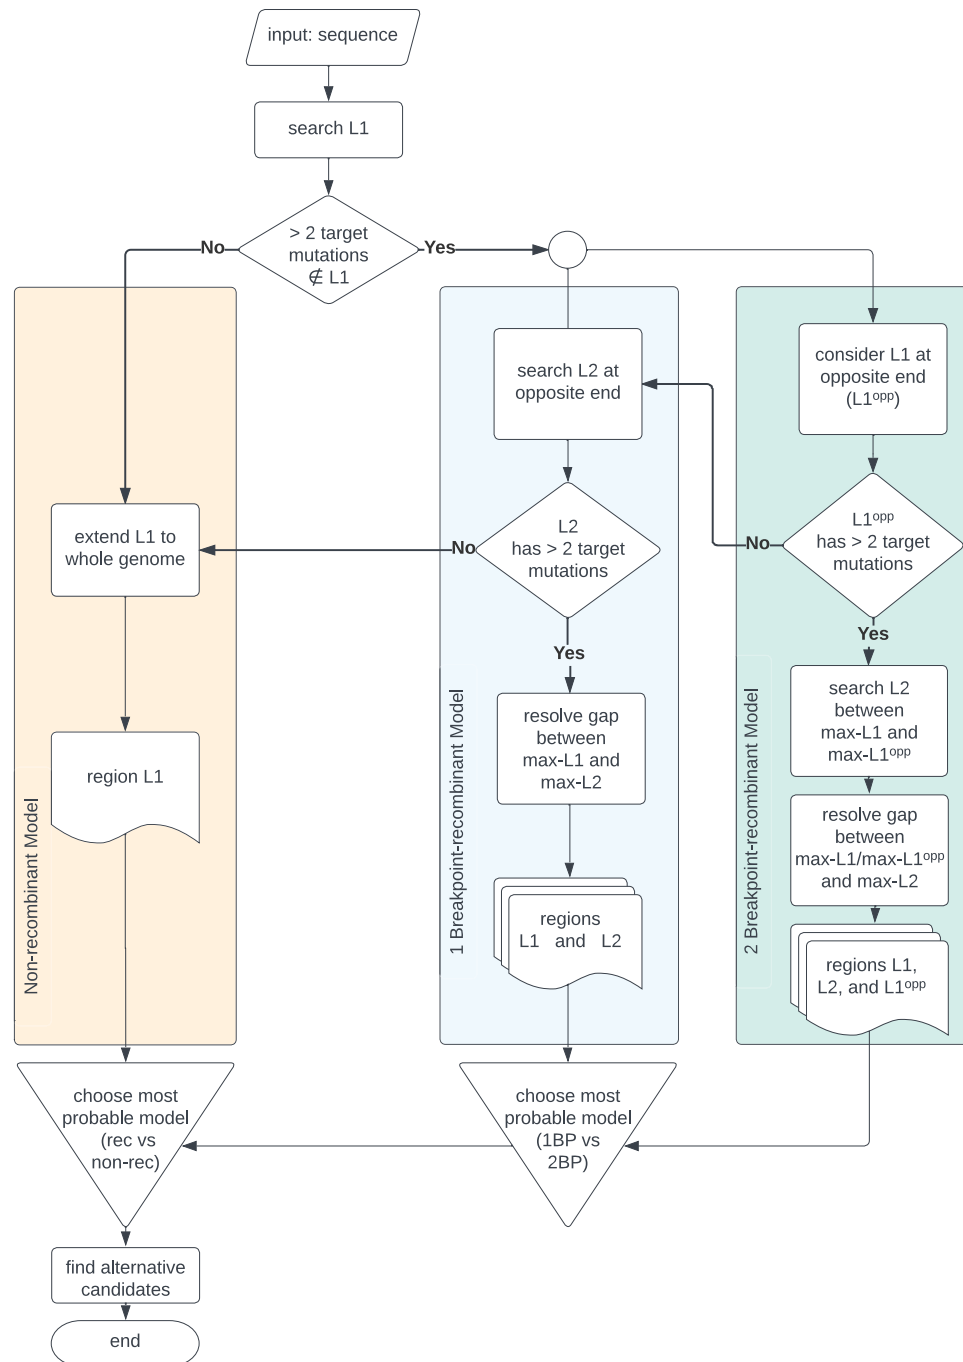 input: sequence
search L1
> 2 target
mutations
∉ L1
No
Yes
extend L1 to
whole genome
region L1
Non-recombinant Model
search L2 at
opposite end
L2
has > 2 target
mutations
No
Yes
resolve gap
between
max-L1 and
max-L2
regions
L1 and L2
1 Breakpoint-recombinant Model
consider L1 at
opposite end
(L1ᵒᵖᵖ)
L1ᵒᵖᵖ
has > 2 target
mutations
No
Yes
search L2
between
max-L1 and
max-L1ᵒᵖᵖ
resolve gap
between
max-L1/max-L1ᵒᵖᵖ
and max-L2
regions L1,
L2, and L1ᵒᵖᵖ
2 Breakpoint-recombinant Model
choose most
probable model
(rec vs
non-rec)
choose most
probable model
(1BP vs
2BP)
find alternative
candidates
end